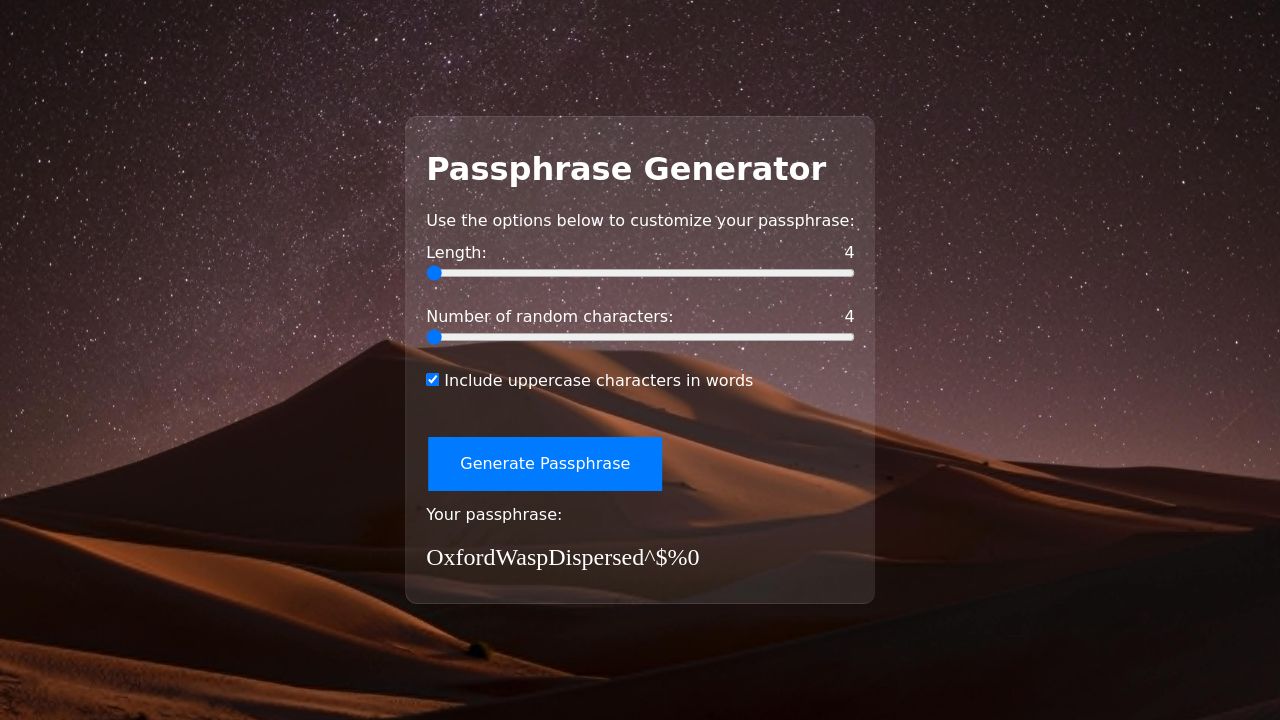 Passphrase Generator
Use the options below to customize your passphrase:
Length: 4
Number of random characters: 4
Include uppercase characters in words
Generate Passphrase
Your passphrase:
OxfordWaspDispersed^$%0